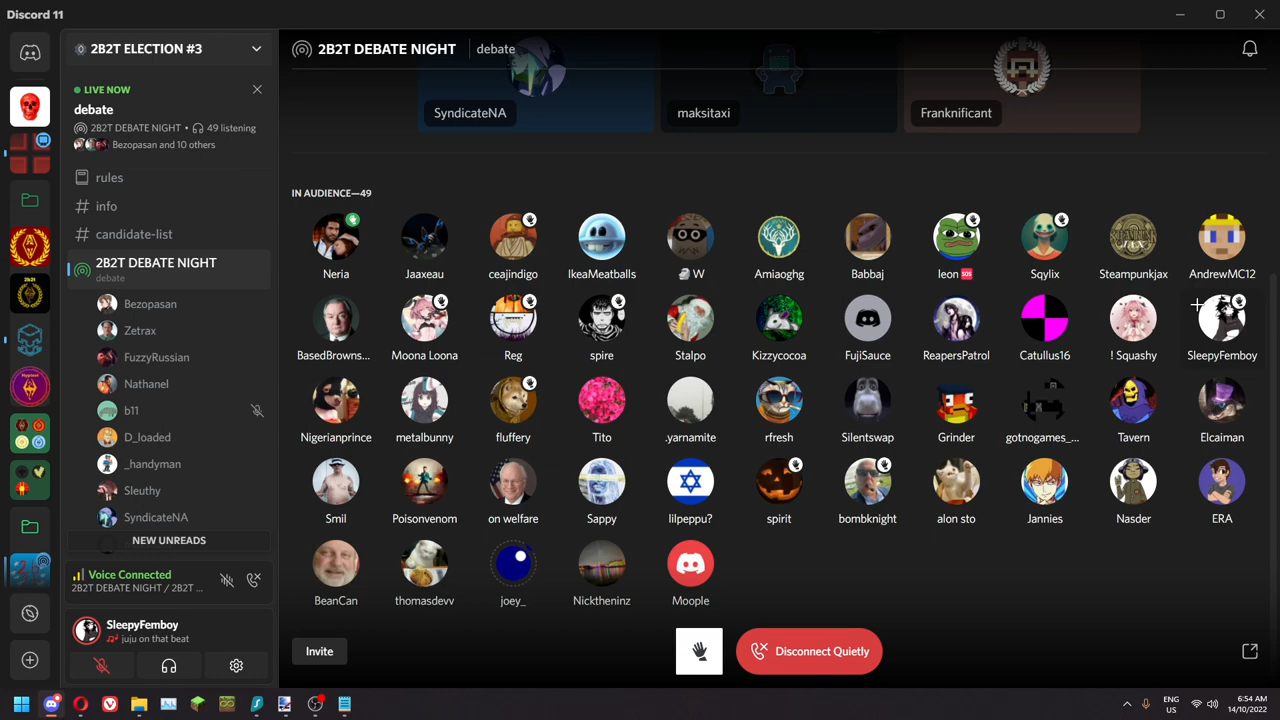 Discord 11
2B2T ELECTION #3
LIVE NOW
debate
2B2T DEBATE NIGHT • 49 listening
Bezopasan and 10 others
rules
info
candidate-list
2B2T DEBATE NIGHT
debate
Bezopasan
Zetrax
FuzzyRussian
Nathanel
b11
D_loaded
_handyman
Sleuthy
SyndicateNA
NEW UNREADS
Voice Connected
2B2T DEBATE NIGHT / 2B2T ...
SleepyFemboy
juju on that beat
2B2T DEBATE NIGHT debate
SyndicateNA maksitaxi Franknificant
IN AUDIENCE—49
Neria Jaaxeau ceajindigo IkeaMeatballs 🗿 W Amiaoghg Babbaj leon🆘 Sqylix Steampunkjax AndrewMC12
BasedBrowns... Moona Loona Reg spire Stalpo Kizzycocoa FujiSauce ReapersPatrol Catullus16 ! Squashy SleepyFemboy
Nigerianprince metalbunny fluffery Tito .yarnamite rfresh Silentswap Grinder gotnogames_... Tavern Elcaiman
Smil Poisonvenom on welfare Sappy lilpeppu? spirit bombknight alon sto Jannies Nasder ERA
BeanCan thomasdevv joey_ Nicktheninz Moople
Invite
Disconnect Quietly
ENG
US
6:54 AM
14/10/2022